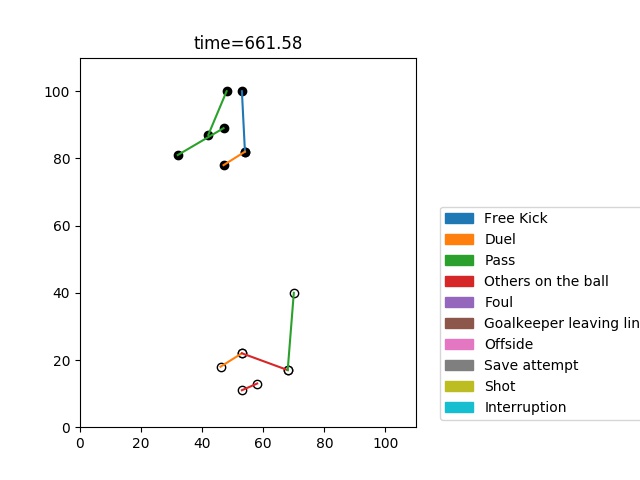 time=661.58
100
80
60
40
20
0
0 20 40 60 80 100
Free Kick
Duel
Pass
Others on the ball
Foul
Goalkeeper leaving lin
Offside
Save attempt
Shot
Interruption